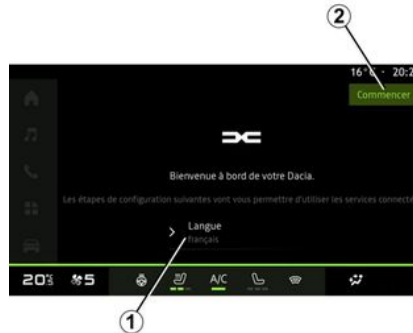 2
16°C · 20:2
Commencer
Bienvenue à bord de votre Dacia.
Les étapes de configuration suivantes vont vous permettre d'utiliser les services connecté
Langue
français
20 5 A/C
1